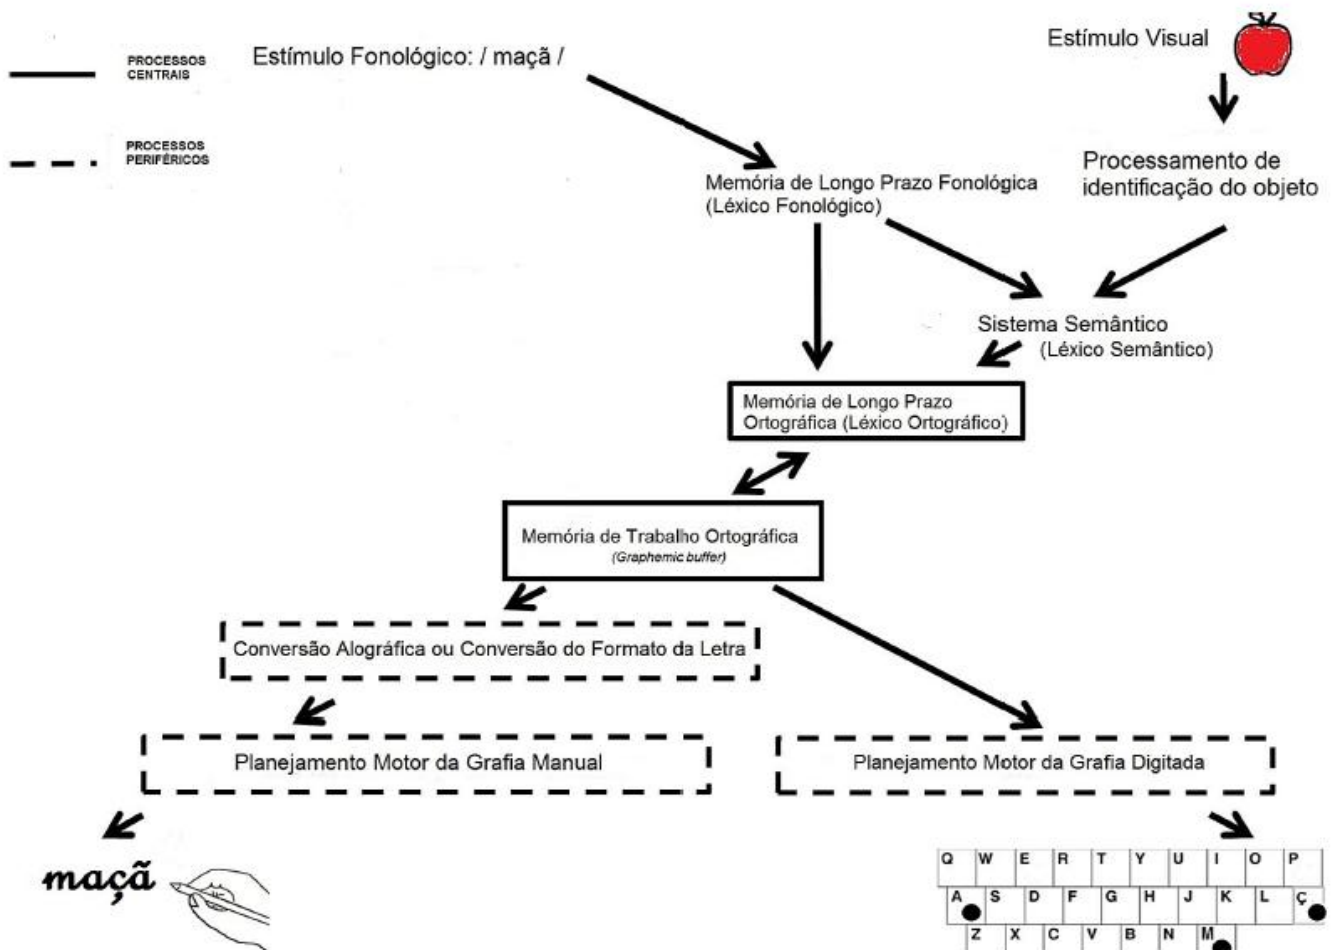 PROCESSOS
CENTRAIS
Estímulo Fonológico: / maçã /
Estímulo Visual
PROCESSOS
PERIFÉRICOS
Processamento de
identificação do objeto
Memória de Longo Prazo Fonológica
(Léxico Fonológico)
Sistema Semântico
(Léxico Semântico)
Memória de Longo Prazo
Ortográfica (Léxico Ortográfico)
Memória de Trabalho Ortográfica
(Graphemic buffer)
Conversão Alográfica ou Conversão do Formato da Letra
Planejamento Motor da Grafia Manual
Planejamento Motor da Grafia Digitada
maçã
Q W E R T Y U I O P
A S D F G H J K L Ç
Z X C V B N M